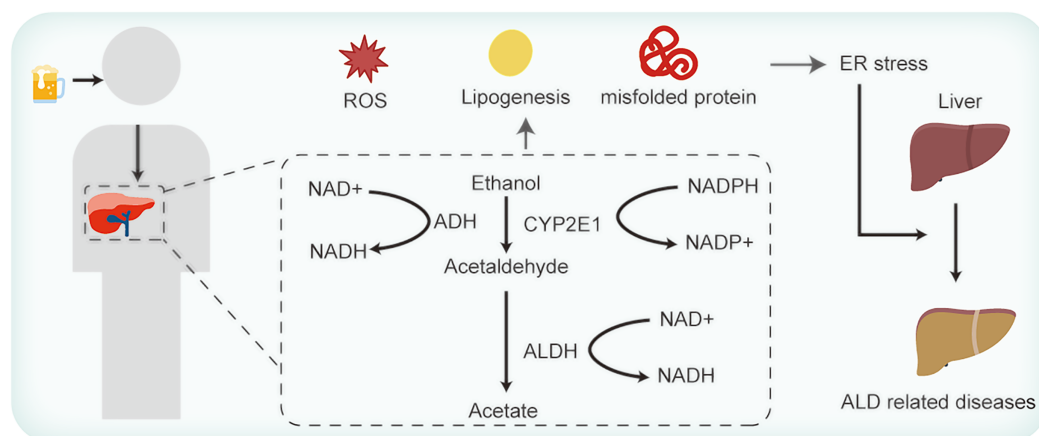 ROS
Lipogenesis
misfolded protein
ER stress
Liver
NAD+
ADH
NADH
Ethanol
CYP2E1
Acetaldehyde
NADPH
NADP+
ALDH
NAD+
NADH
Acetate
ALD related diseases